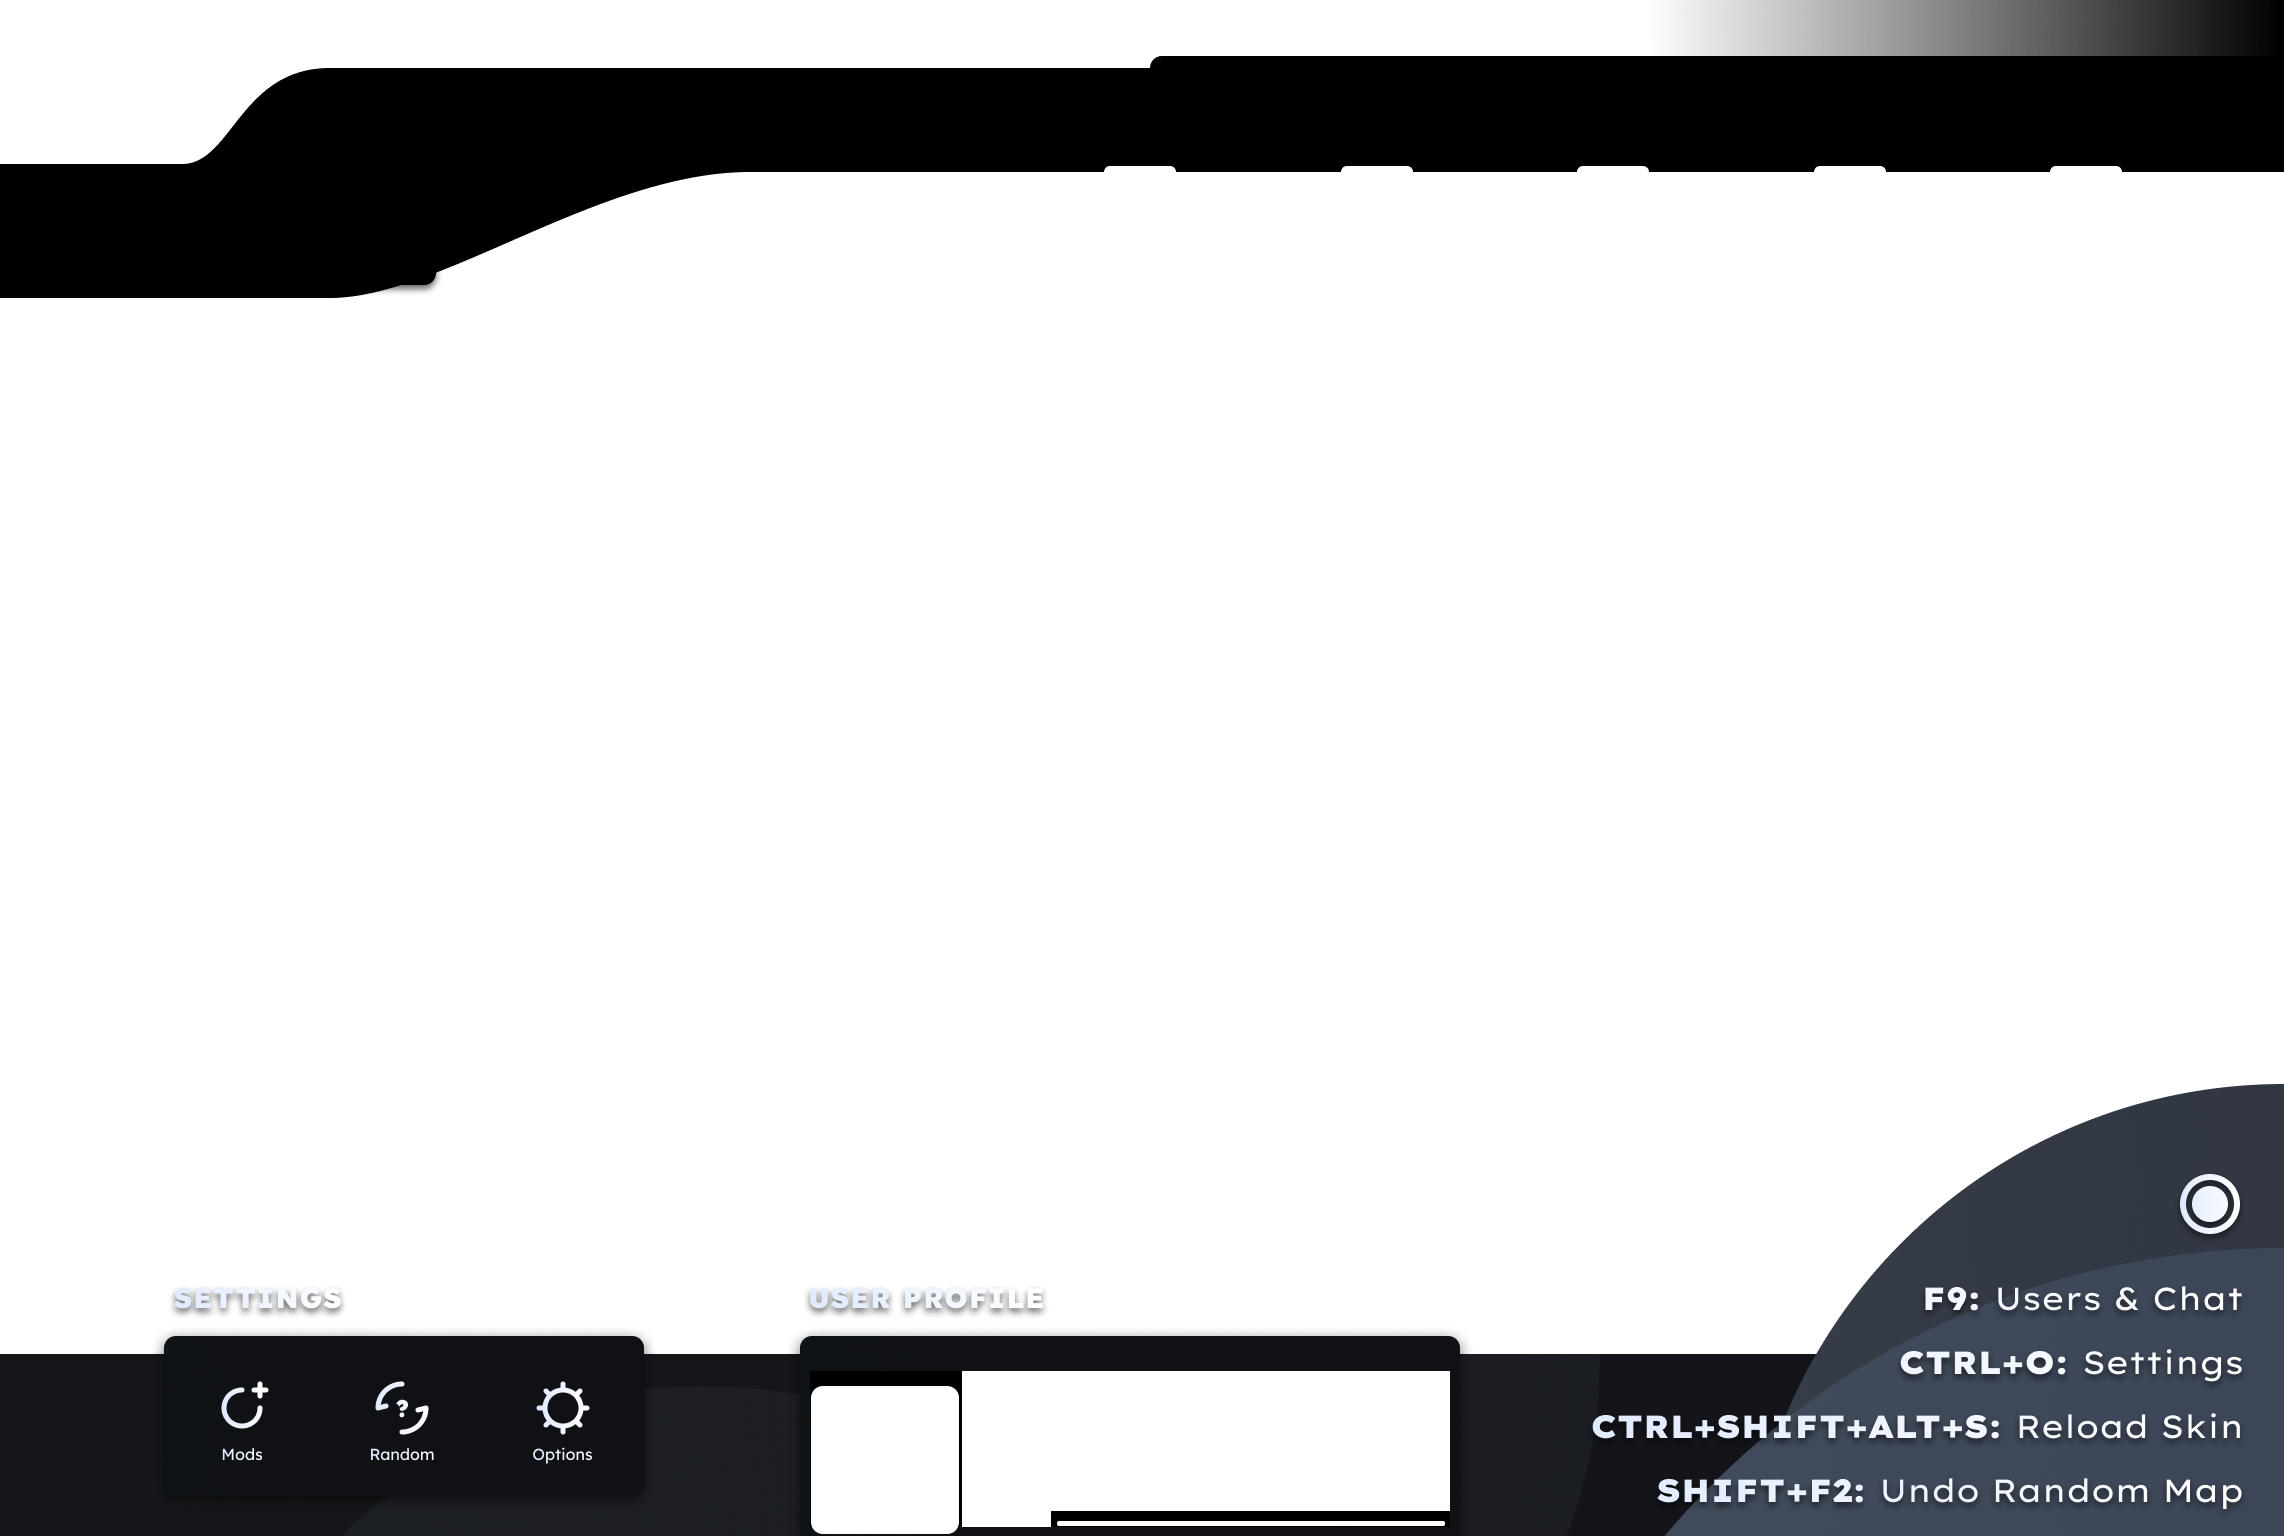 SETTINGS
USER PROFILE
Mods
Random
Options
F9: Users & Chat
CTRL+O: Settings
CTRL+SHIFT+ALT+S: Reload Skin
SHIFT+F2: Undo Random Map